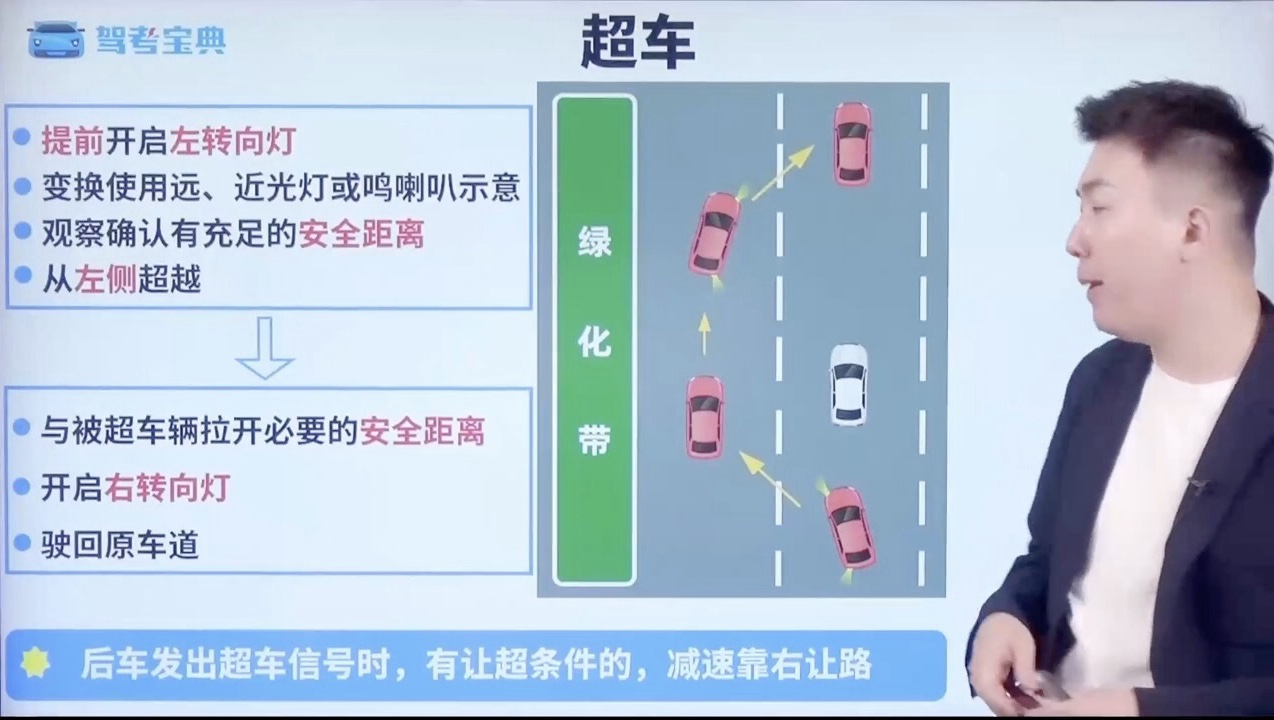 驾考宝典
超车
提前开启左转向灯
变换使用远、近光灯或鸣喇叭示意
观察确认有充足的安全距离
从左侧超越
与被超车辆拉开必要的安全距离
开启右转向灯
驶回原车道
绿
化
带
后车发出超车信号时，有让超条件的，减速靠右让路